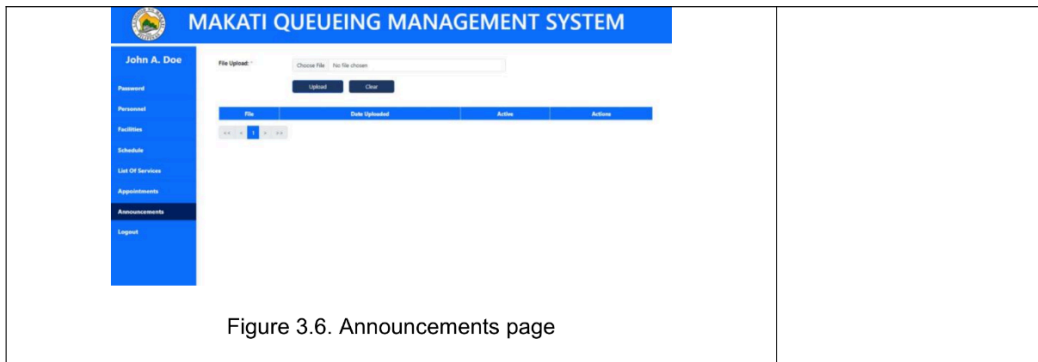 MAKATI QUEUEING MANAGEMENT SYSTEM
John A. Doe
Password
Personnel
Facilities
Schedule
List Of Services
Appointments
Announcements
Logout
File Upload: *
Choose File No file chosen
Upload Clear
File Date Uploaded Active Actions
<< < 1 > >>
Figure 3.6. Announcements page